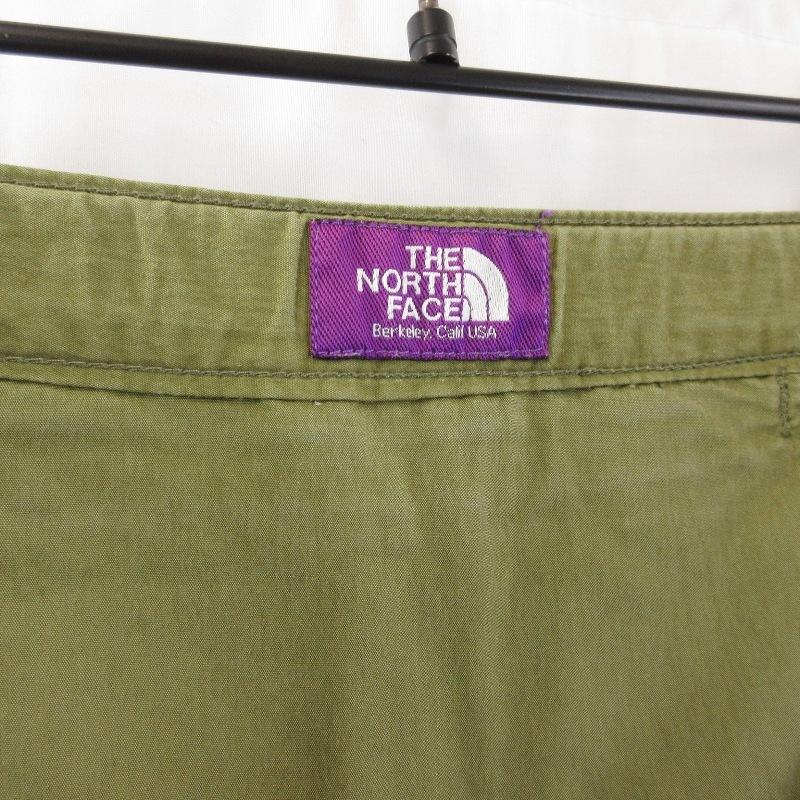 THE
NORTH
FACE
Berkeley, Calif USA